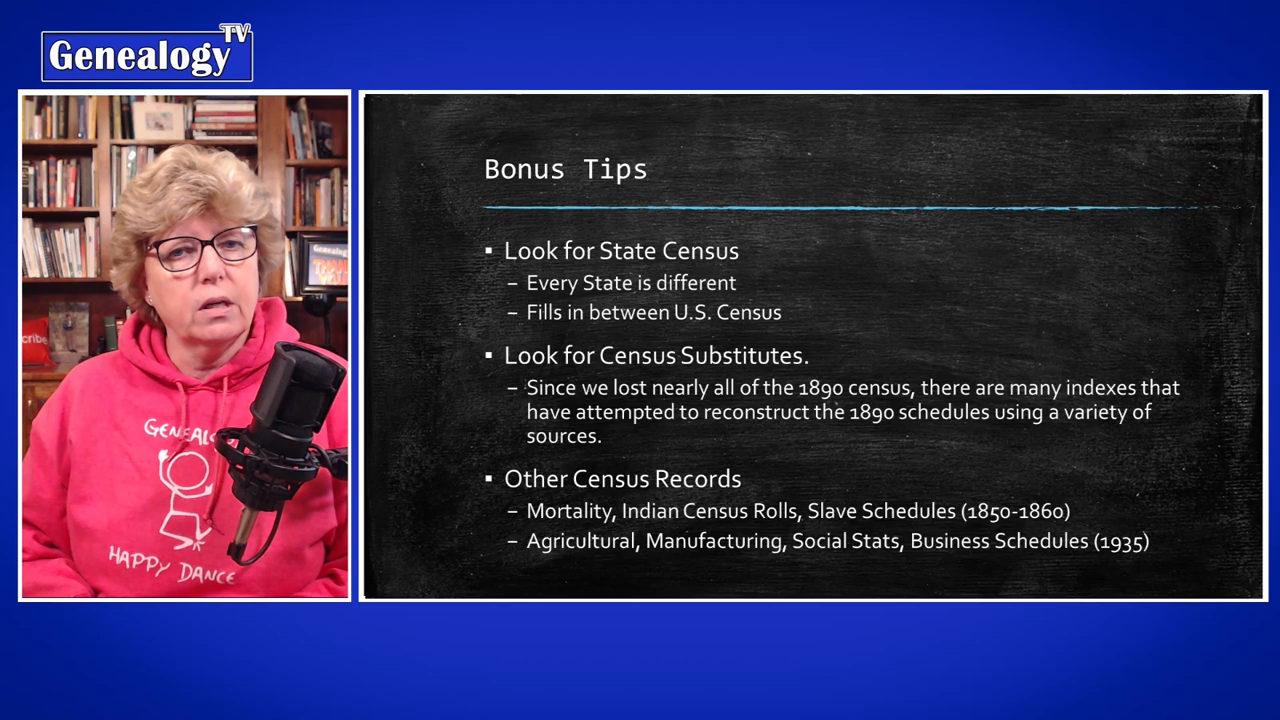 Genealogy TV
Bonus Tips
▪ Look for State Census
– Every State is different
– Fills in between U.S. Census
▪ Look for Census Substitutes.
– Since we lost nearly all of the 1890 census, there are many indexes that
have attempted to reconstruct the 1890 schedules using a variety of
sources.
▪ Other Census Records
– Mortality, Indian Census Rolls, Slave Schedules (1850-1860)
– Agricultural, Manufacturing, Social Stats, Business Schedules (1935)
HAPPY DANCE